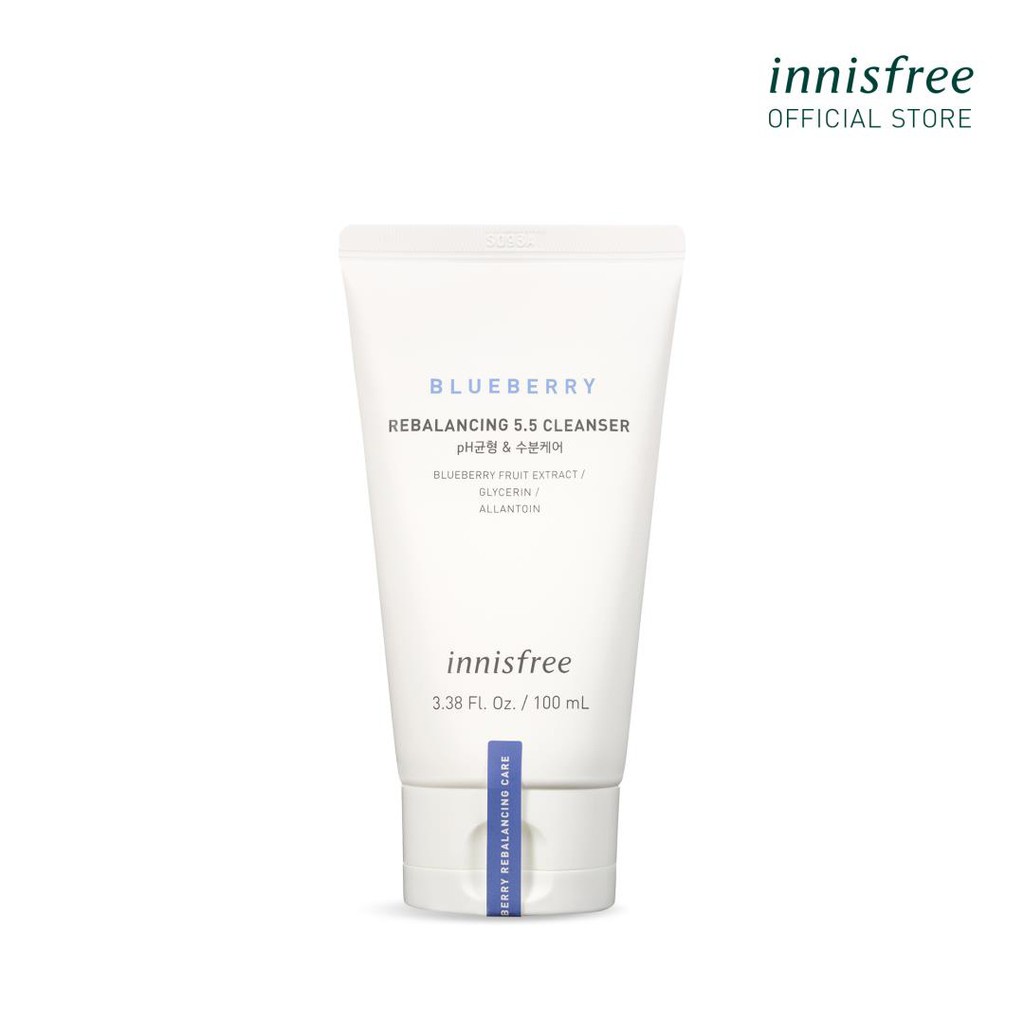 innisfree
OFFICIAL STORE
BLUEBERRY
REBALANCING 5.5 CLEANSER
pH균형 & 수분케어
BLUEBERRY FRUIT EXTRACT /
GLYCERIN /
ALLANTOIN
innisfree
3.38 Fl. Oz. / 100 mL
BERRY REBALANCING CARE